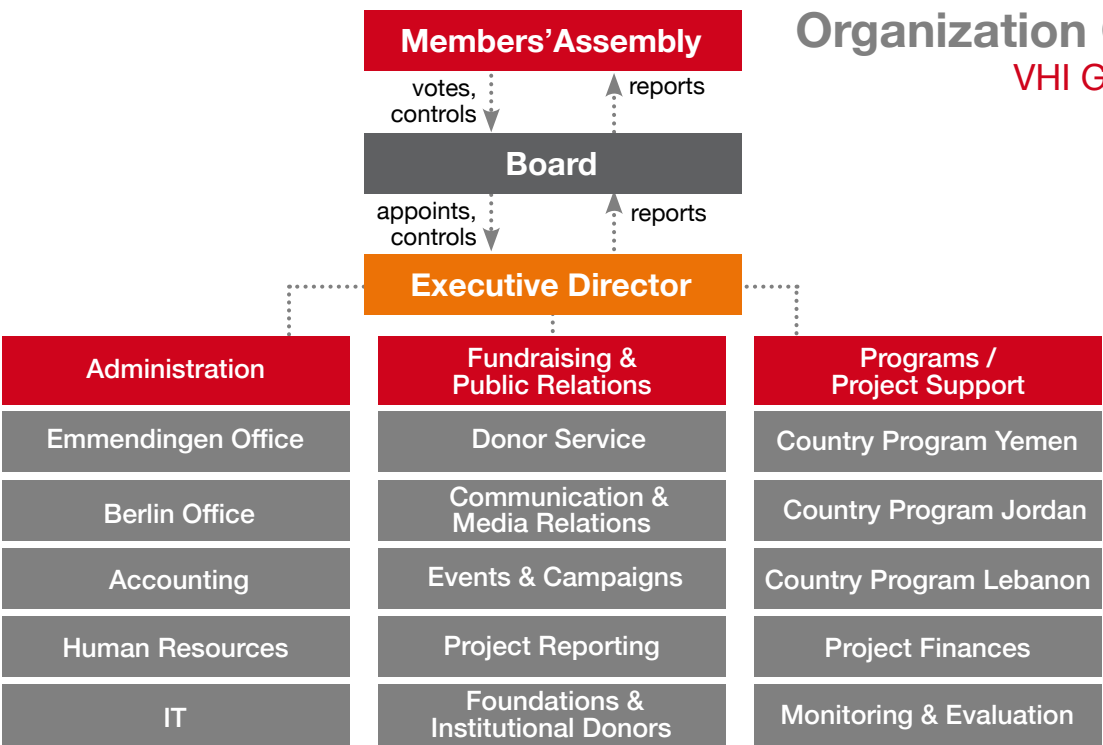 Organization
VHI G
Members'Assembly
votes,
controls
reports
Board
appoints,
controls
reports
Executive Director
Administration
Emmendingen Office
Berlin Office
Accounting
Human Resources
IT
Fundraising &
Public Relations
Donor Service
Communication &
Media Relations
Events & Campaigns
Project Reporting
Foundations &
Institutional Donors
Programs /
Project Support
Country Program Yemen
Country Program Jordan
Country Program Lebanon
Project Finances
Monitoring & Evaluation